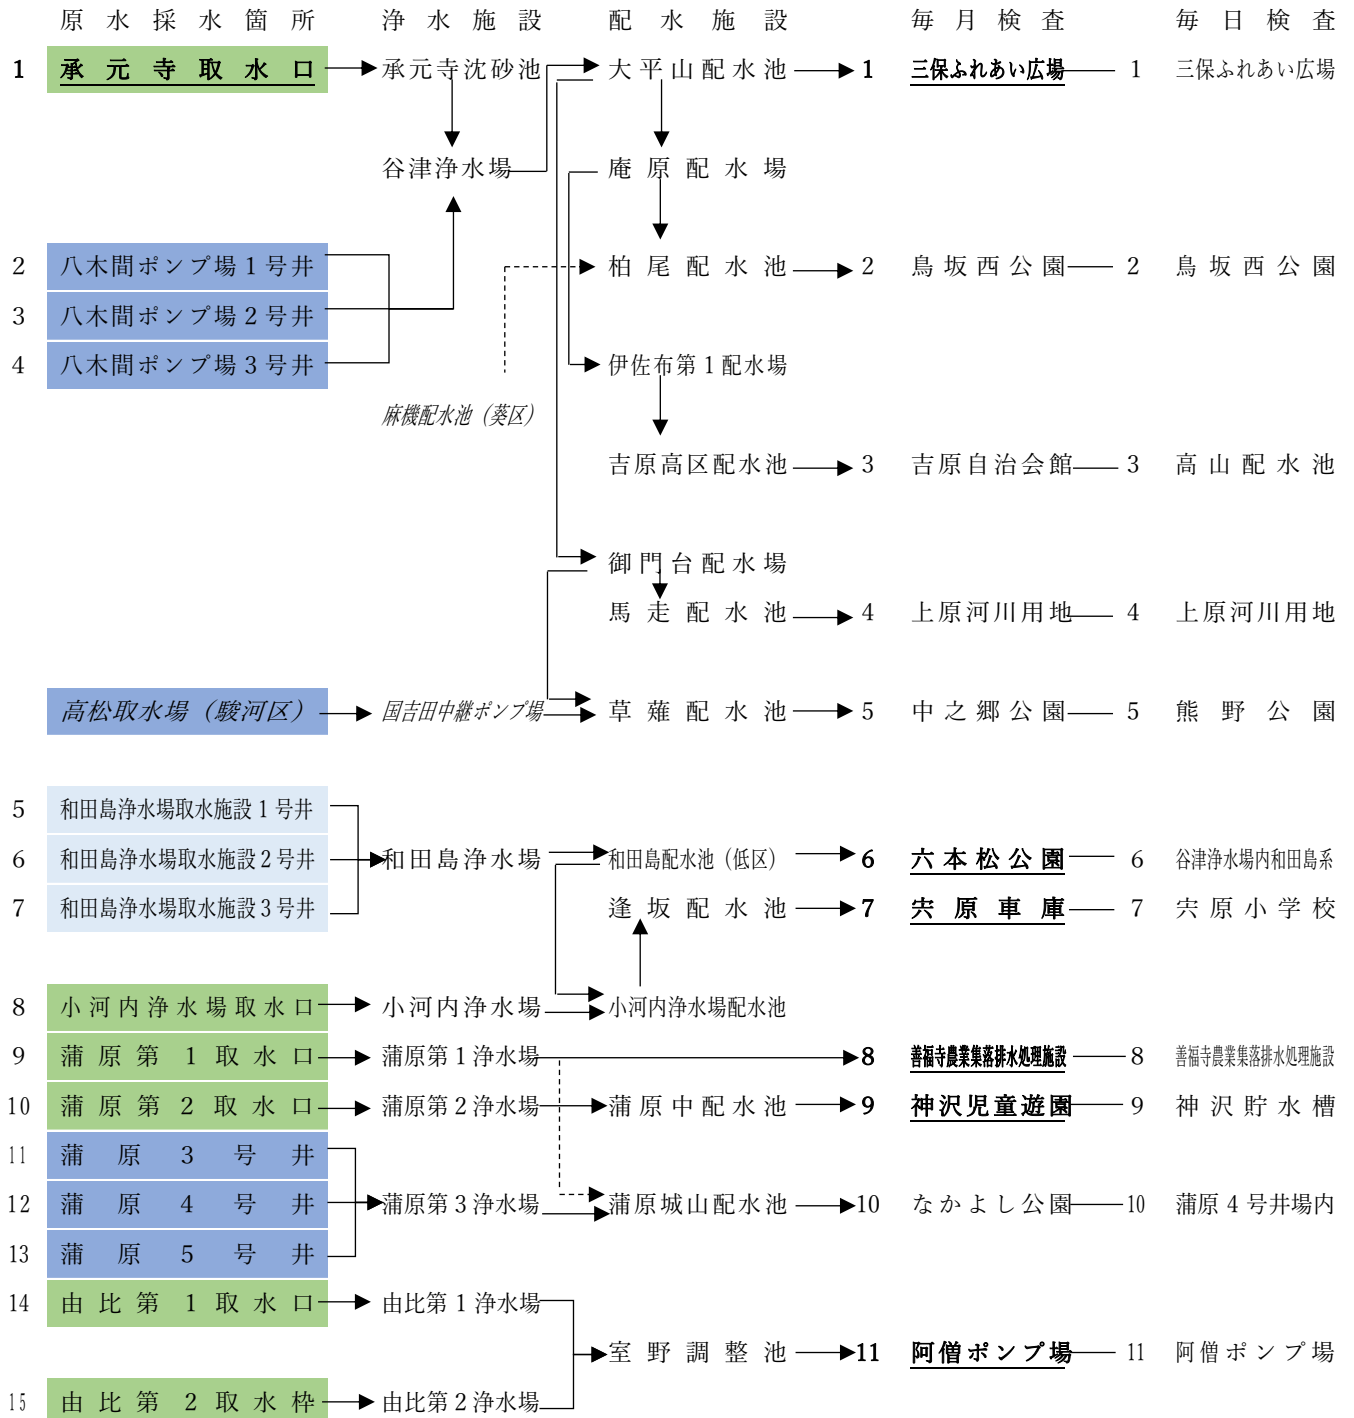 原水採水箇所 浄水施設 配水施設 毎月検査 毎日検査
1 承元寺取水口 承元寺沈砂池 大平山配水池 1 三保ふれあい広場 1 三保ふれあい広場
谷津浄水場 庵原配水場
2 八木間ポンプ場1号井 柏尾配水池 2 鳥坂西公園 2 鳥坂西公園
3 八木間ポンプ場2号井
4 八木間ポンプ場3号井 伊佐布第1配水場
麻機配水池（葵区）
吉原高区配水池 3 吉原自治会館 3 高山配水池
御門台配水場
馬走配水池 4 上原河川用地 4 上原河川用地
高松取水場（駿河区） 国吉田中継ポンプ場 草薙配水池 5 中之郷公園 5 熊野公園
5 和田島浄水場取水施設1号井
6 和田島浄水場取水施設2号井 和田島浄水場 和田島配水池（低区） 6 六本松公園 6 谷津浄水場内和田島系
7 和田島浄水場取水施設3号井 逢坂配水池 7 宍原車庫 7 宍原小学校
8 小河内浄水場取水口 小河内浄水場 小河内浄水場配水池
9 蒲原第1取水口 蒲原第1浄水場 8 善福寺農業集落排水処理施設 8 善福寺農業集落排水処理施設
10 蒲原第2取水口 蒲原第2浄水場 蒲原中配水池 9 神沢児童遊園 9 神沢貯水槽
11 蒲原3号井
12 蒲原4号井 蒲原第3浄水場 蒲原城山配水池 10 なかよし公園 10 蒲原4号井場内
13 蒲原5号井
14 由比第1取水口 由比第1浄水場
室野調整池 11 阿僧ポンプ場 11 阿僧ポンプ場
15 由比第2取水枠 由比第2浄水場